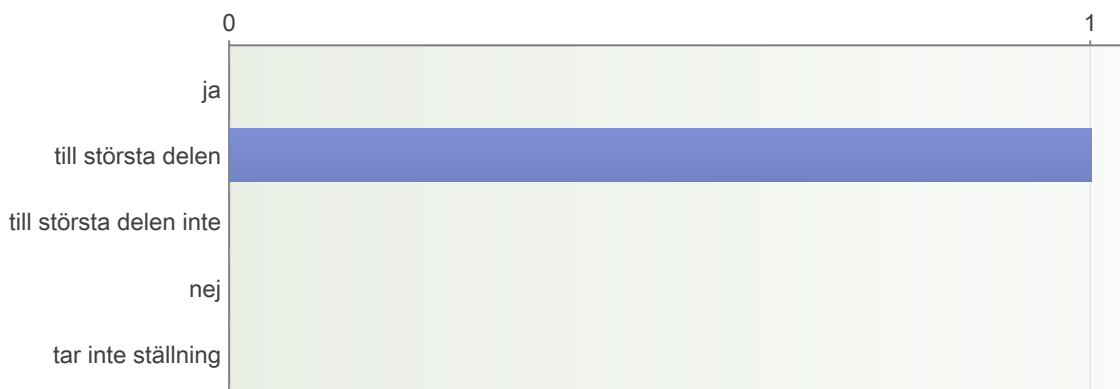 0 1
ja
till största delen
till största delen inte
nej
tar inte ställning